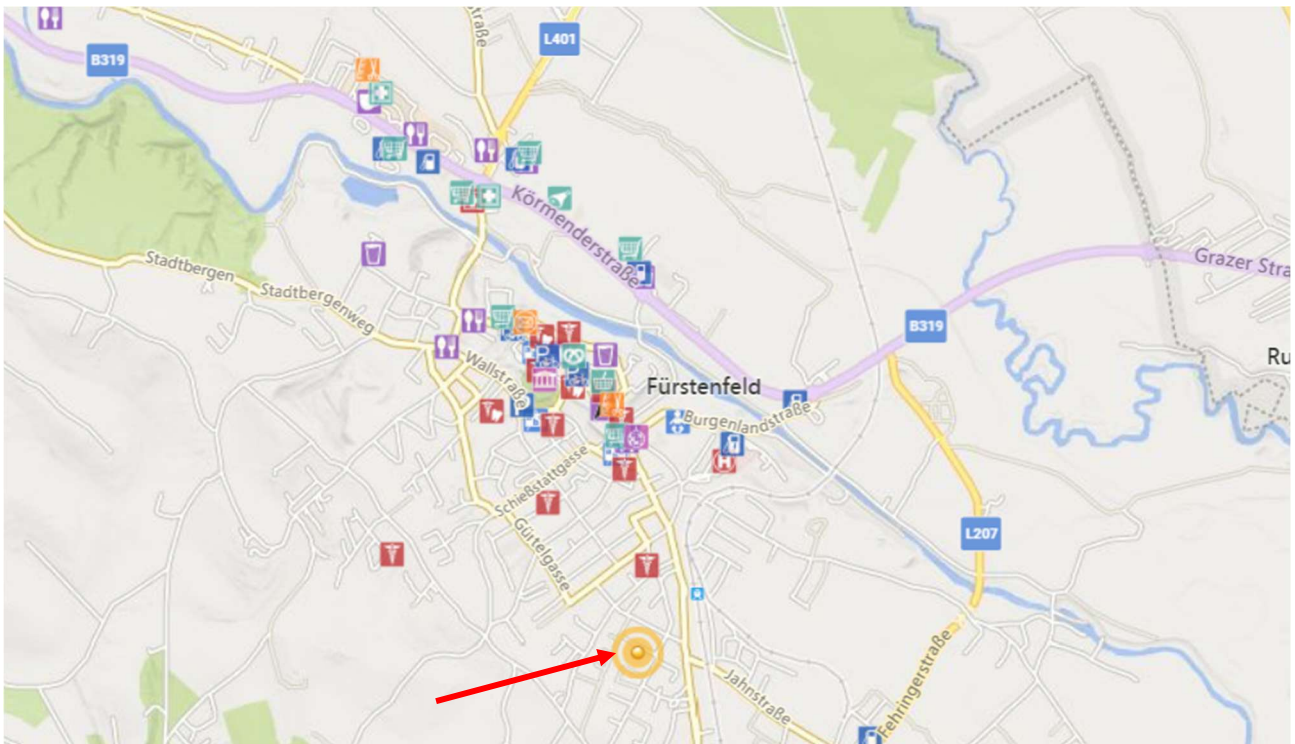 straße
L401
B319
Körmenderstraße
Stadtbergen
Stadtbergenweg
Grazer Stra
B319
Ru
Wallstraße
Fürstenfeld
Burgenlandstraße
Schießstattgasse
Gürtelgasse
L207
Jahnstraße
Fehringerstraße